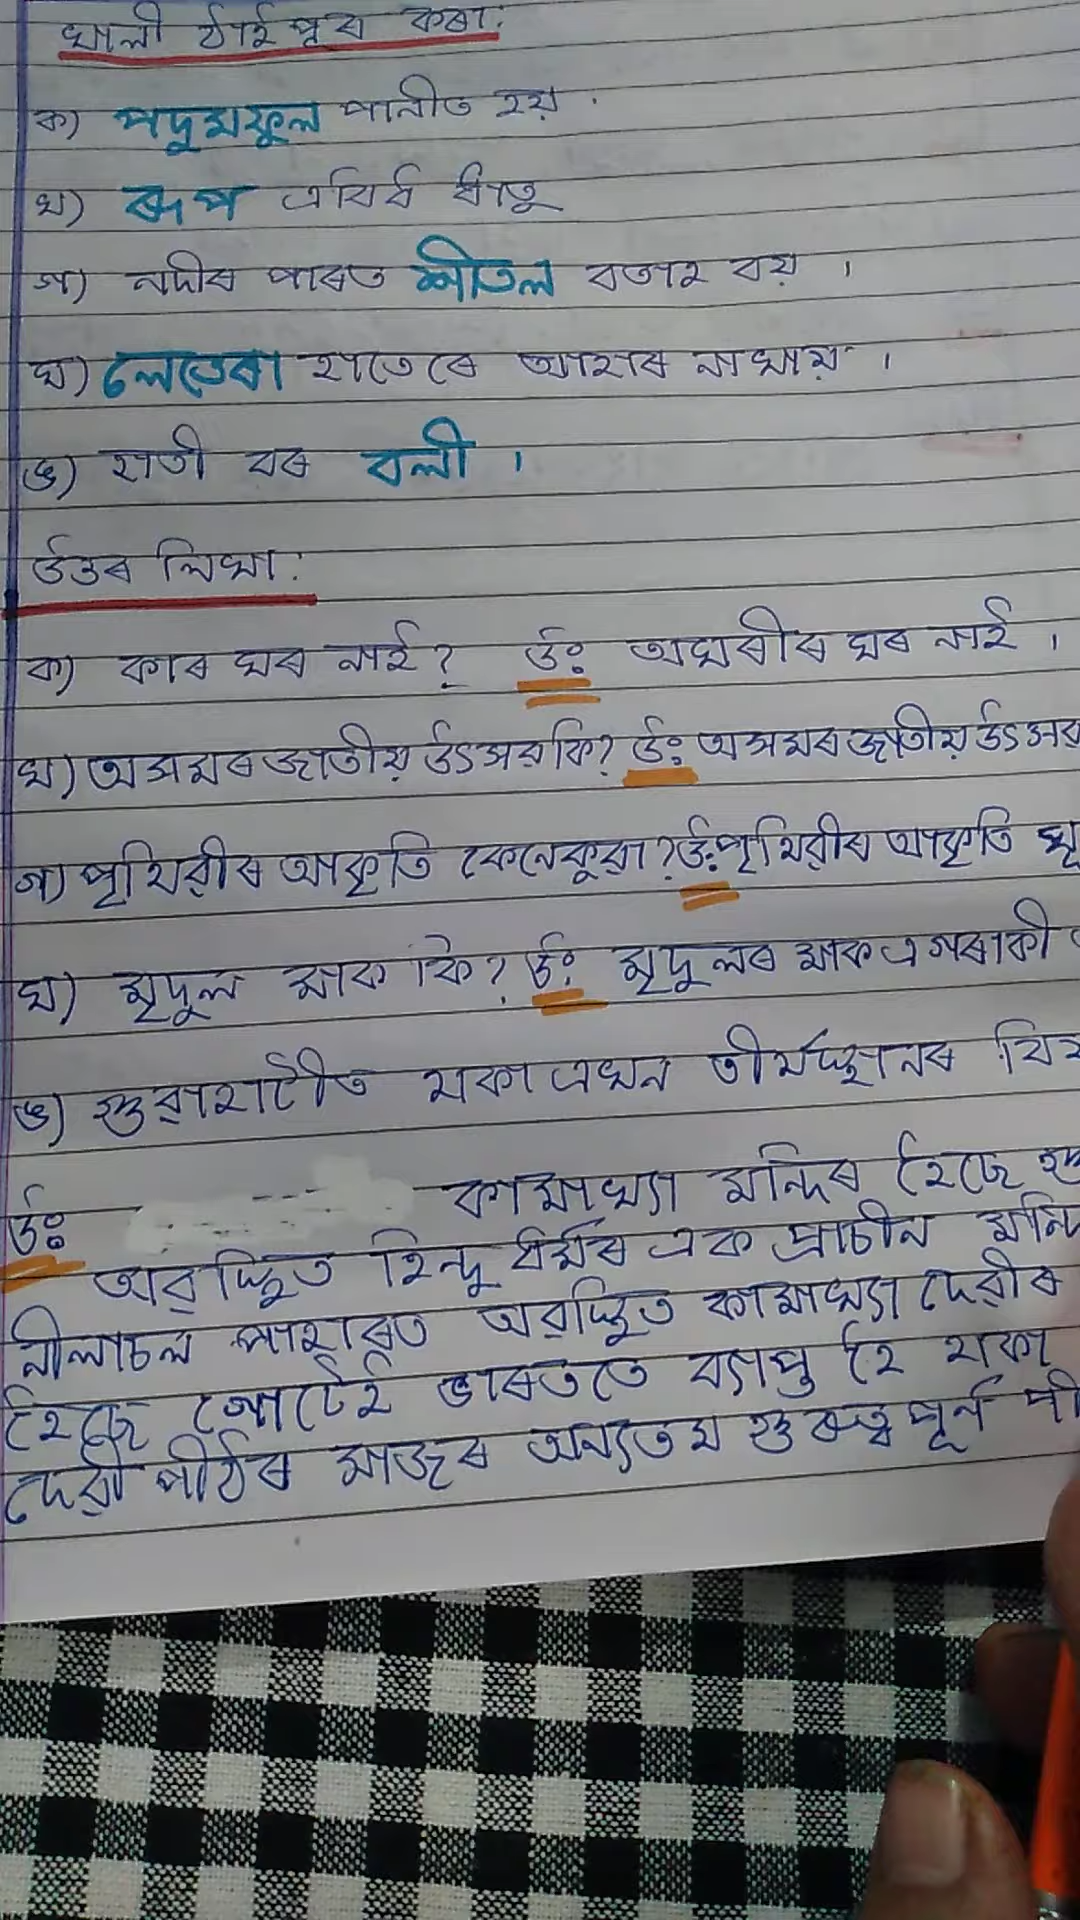 খালী ঠাই পুৰ কৰা:
ক) পদুমফুল পানীত হয়.
খ) ৰূপ এবিধ ধাতু
গ) নদীৰ পাৰত শীতল বতাহ বয় ।
ঘ) লেতেৰা হাতেৰে আহাৰ নাখায় ।
ঙ) হাতী বৰ বলী ।
উত্তৰ লিখা:
ক) কাৰ ঘৰ নাই? উঃ অঘৰীৰ ঘৰ নাই ।
খ) অসমৰ জাতীয় উৎসৱ কি? উঃ অসমৰ জাতীয় উৎসৱ
গ) পৃথিৱীৰ আকৃতি কেনেকুৱা? উঃ পৃথিৱীৰ আকৃতি
ঘ) মৃদুল মাক কি? উঃ মৃদুলৰ মাক এগৰাকী
ঙ) গুৱাহাটীত থকা এখন তীৰ্থস্থানৰ
উঃ কামাখ্যা মন্দিৰ হৈছে
অৱস্থিত হিন্দু ধৰ্মৰ এক প্ৰাচীন
নীলাচল পাহাৰত অৱস্থিত কামাখ্যা দেৱীৰ
হৈছে গোটেই ভাৰততে ব্যাপ্ত হৈ থকা
দেৱী পীঠৰ মাজৰ অন্যতম গুৰুত্বপূৰ্ন